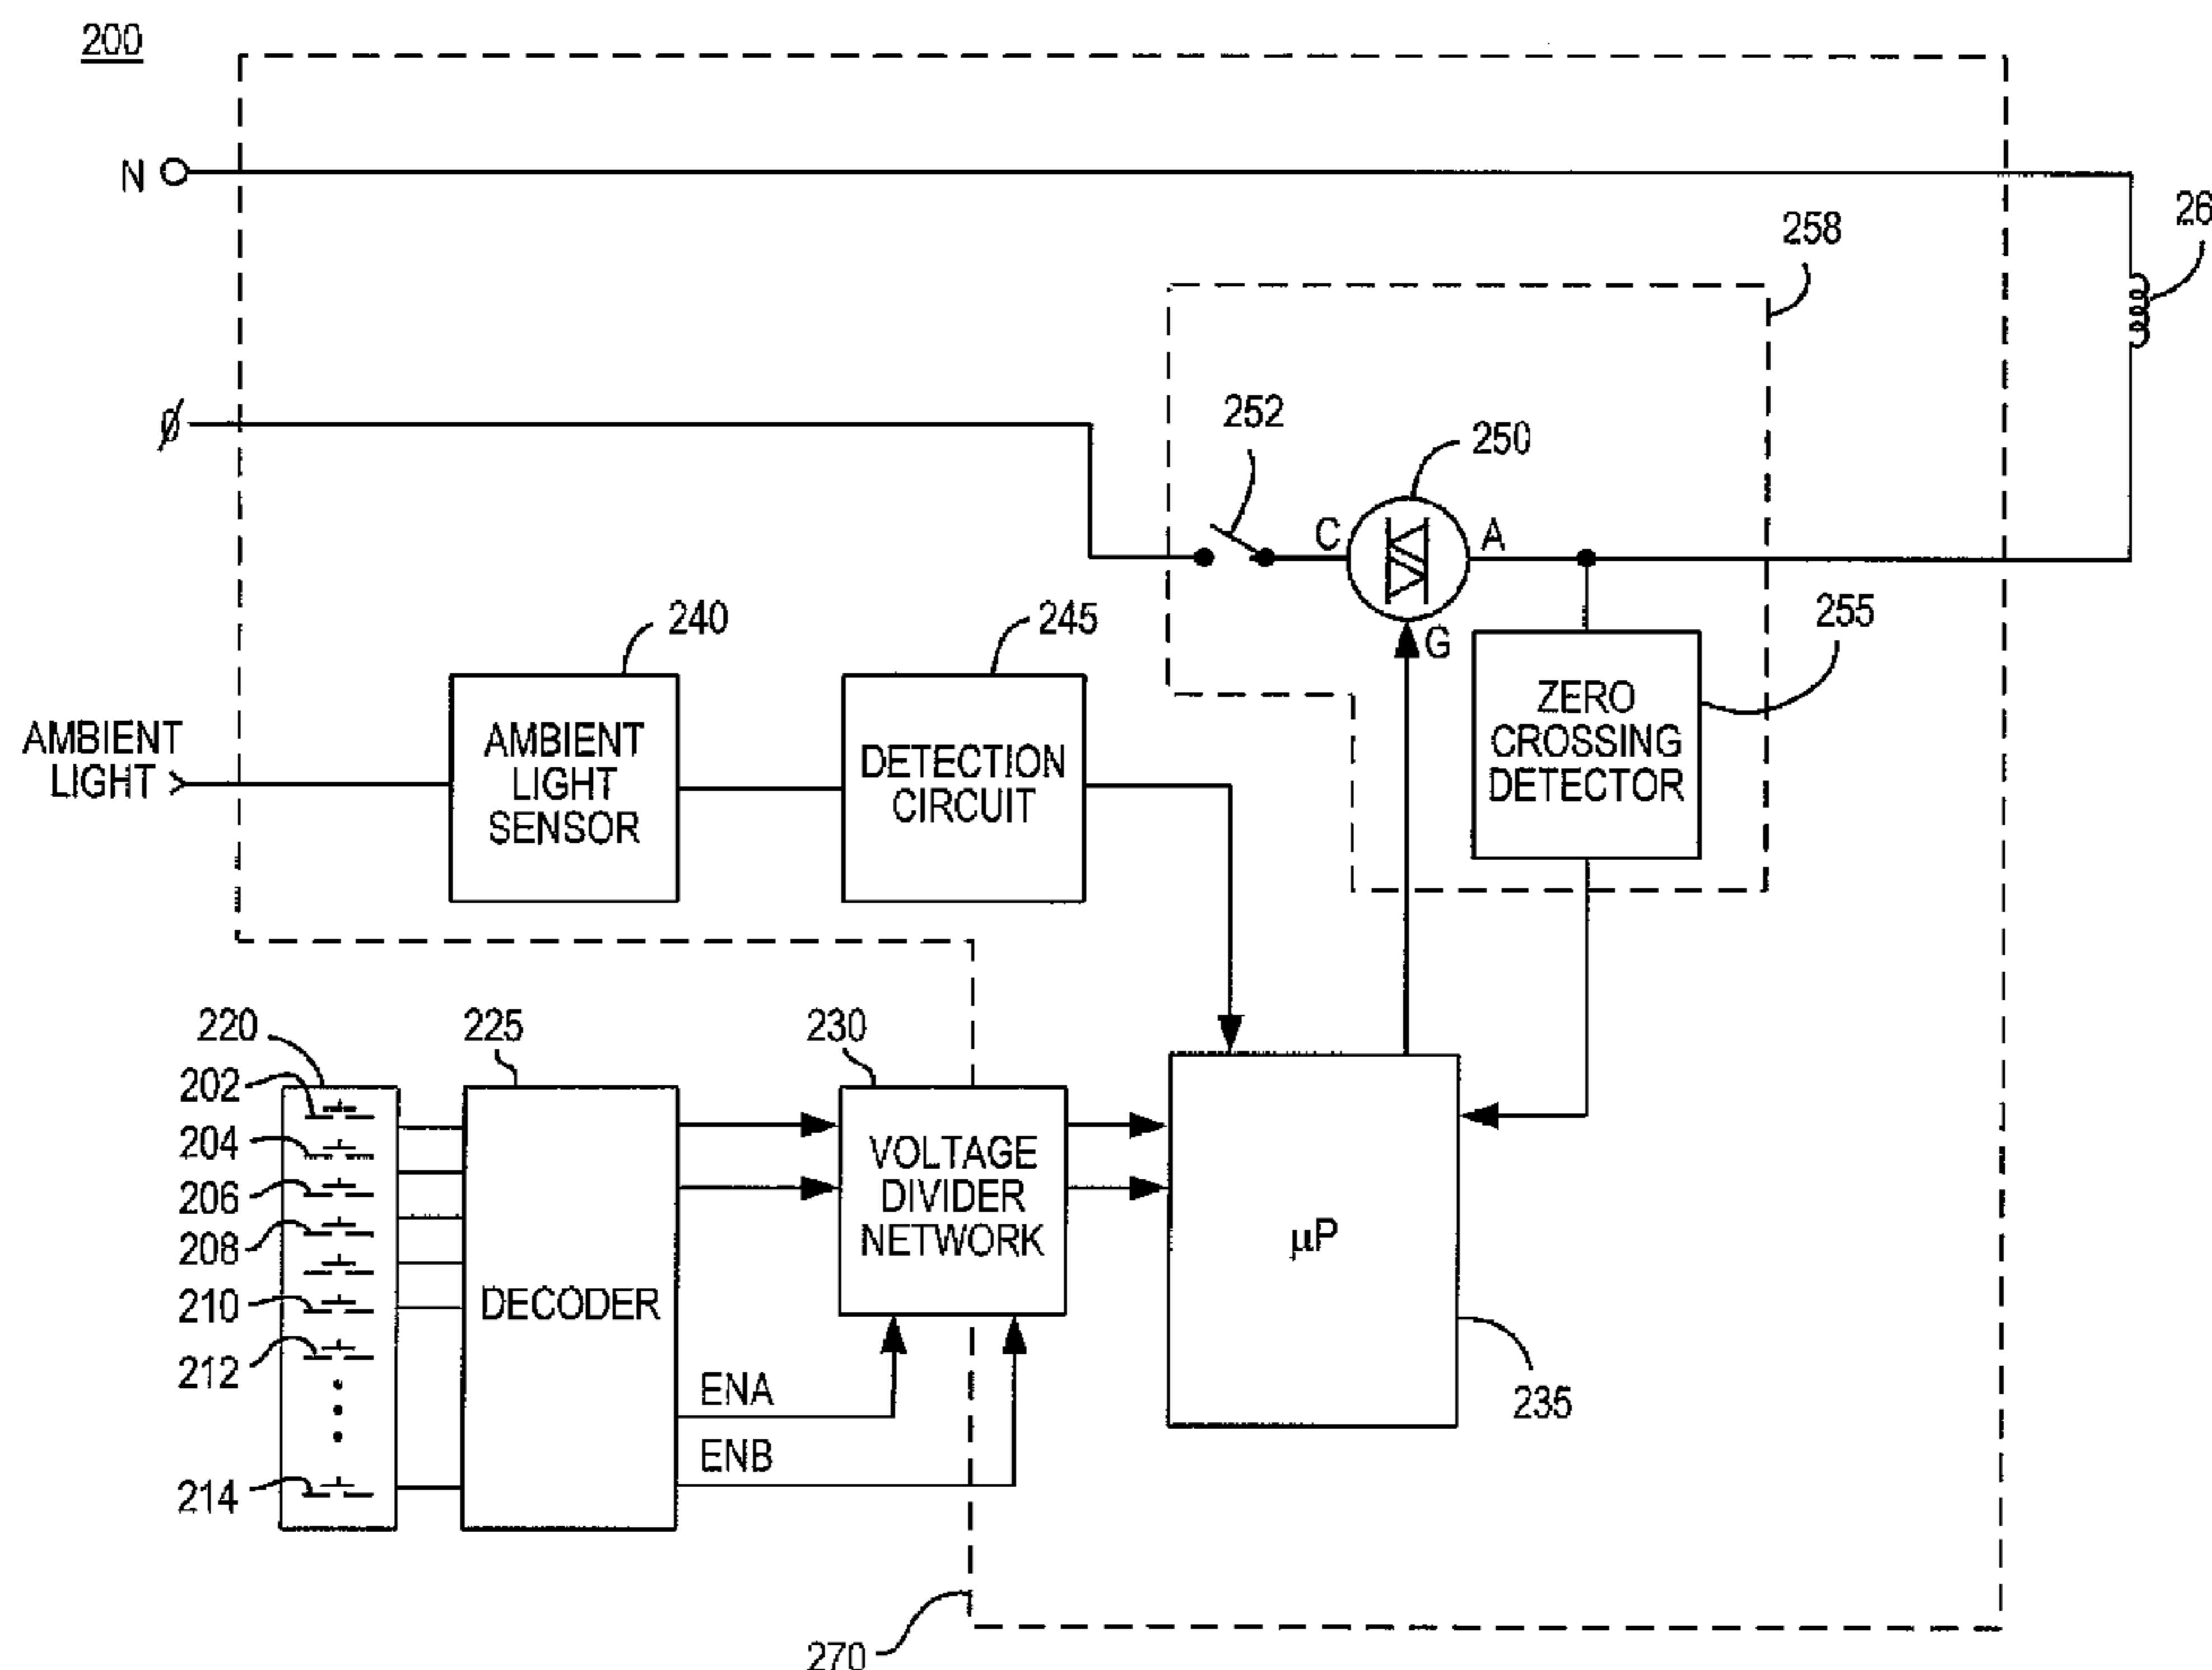 200
N
26
258
ø
252
250
C
A
G
240
245
255
AMBIENT
LIGHT
AMBIENT
LIGHT
SENSOR
DETECTION
CIRCUIT
ZERO
CROSSING
DETECTOR
220
225
230
202
204
206
208
210
212
214
DECODER
VOLTAGE
DIVIDER
NETWORK
µP
ENA
ENB
235
270